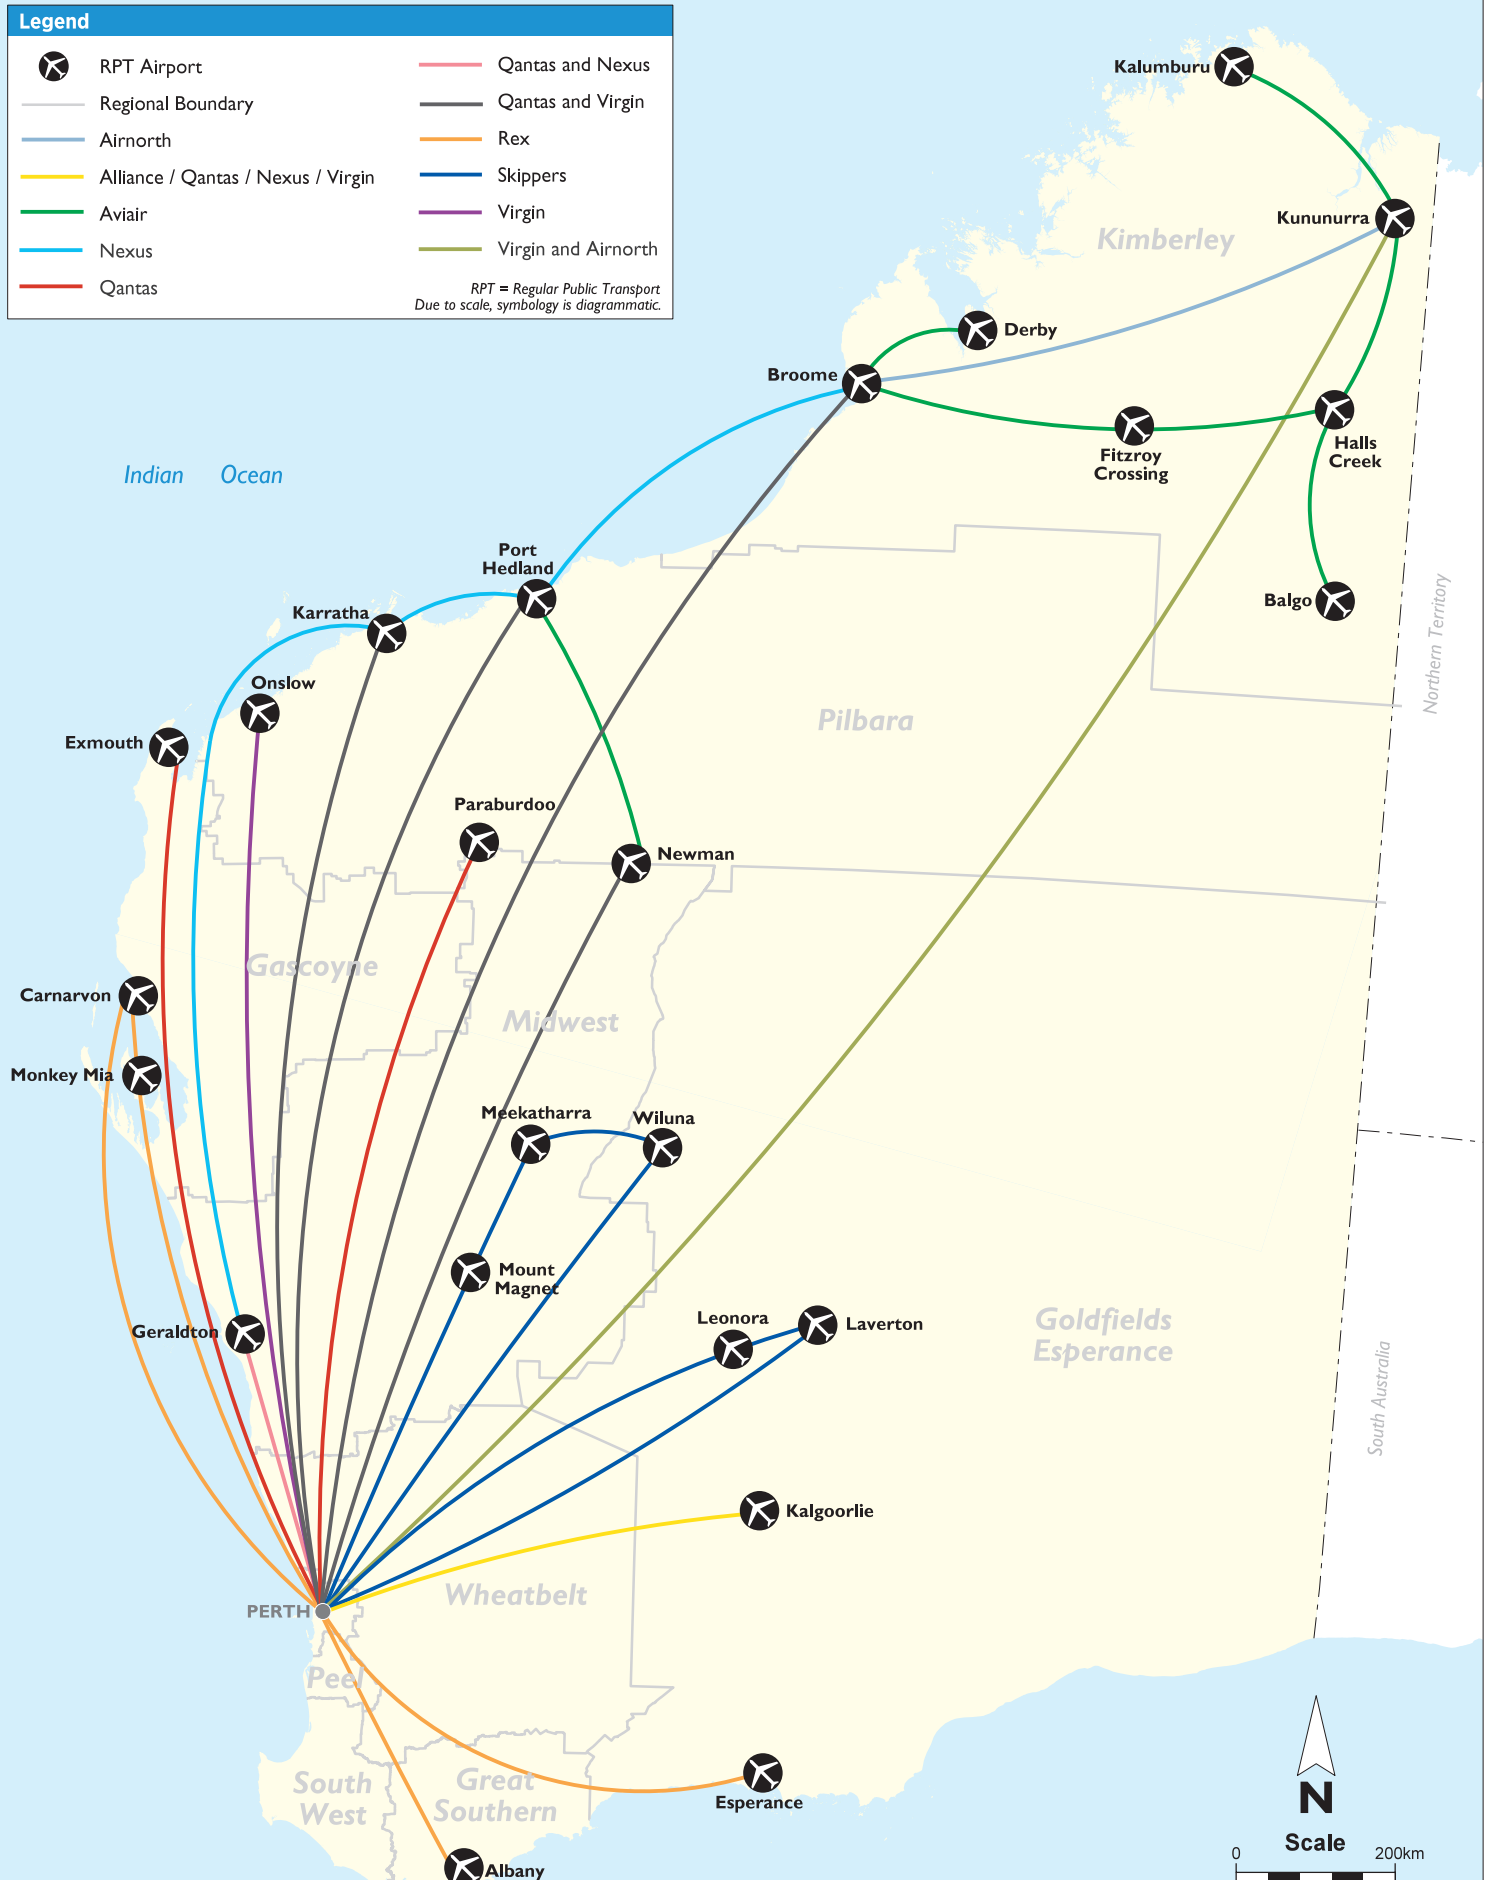 Legend
RPT Airport
Regional Boundary
Airnorth
Alliance / Qantas / Nexus / Virgin
Aviair
Nexus
Qantas
Qantas and Nexus
Qantas and Virgin
Rex
Skippers
Virgin
Virgin and Airnorth
RPT = Regular Public Transport
Due to scale, symbology is diagrammatic.
Kalumburu
Kununurra
Kimberley
Derby
Broome
Fitzroy
Crossing
Halls
Creek
Indian Ocean
Port
Hedland
Balgo
Northern Territory
Karratha
Onslow
Pilbara
Exmouth
Paraburdoo
Newman
Gascoyne
Carnarvon
Midwest
Monkey Mia
Meekatharra
Wiluna
Mount
Magnet
Leonora
Laverton
Geraldton
Goldfields
Esperance
South Australia
Kalgoorlie
Wheatbelt
PERTH
Peel
South
West
Great
Southern
Esperance
Albany
N
Scale
0 200km